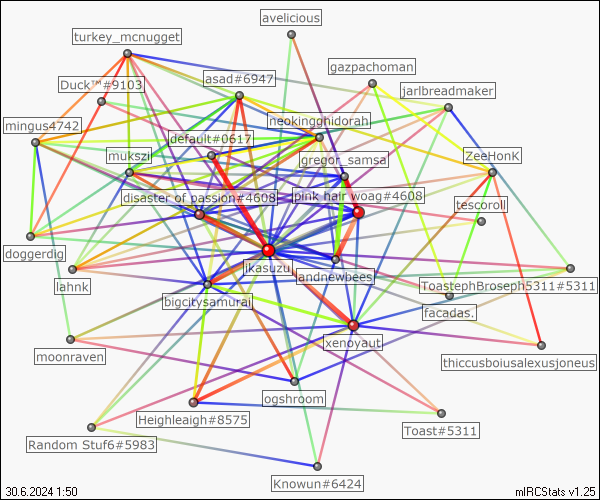 avelicious
turkey_mcnugget
gazpachoman
Duck™#9103
asad#6947
jarlbreadmaker
mingus4742
neokingghidorah
default#0617
mukszi
gregor_samsa
ZeeHonK
disaster of passion#4608
pink hair woag#4608
tescoroll
doggerdig
likasuzu
landnewbees
lahnk
ToastephBroseph5311#5311
bigcitysamurai
facadas.
xenoyaut
moonraven
thiccusboiusalexusjoneus
ogshroom
Heighleaigh#8575
Toast#5311
Random Stuf6#5983
Knowun#6424
30.6.2024 1:50
mIRCStats v1.25